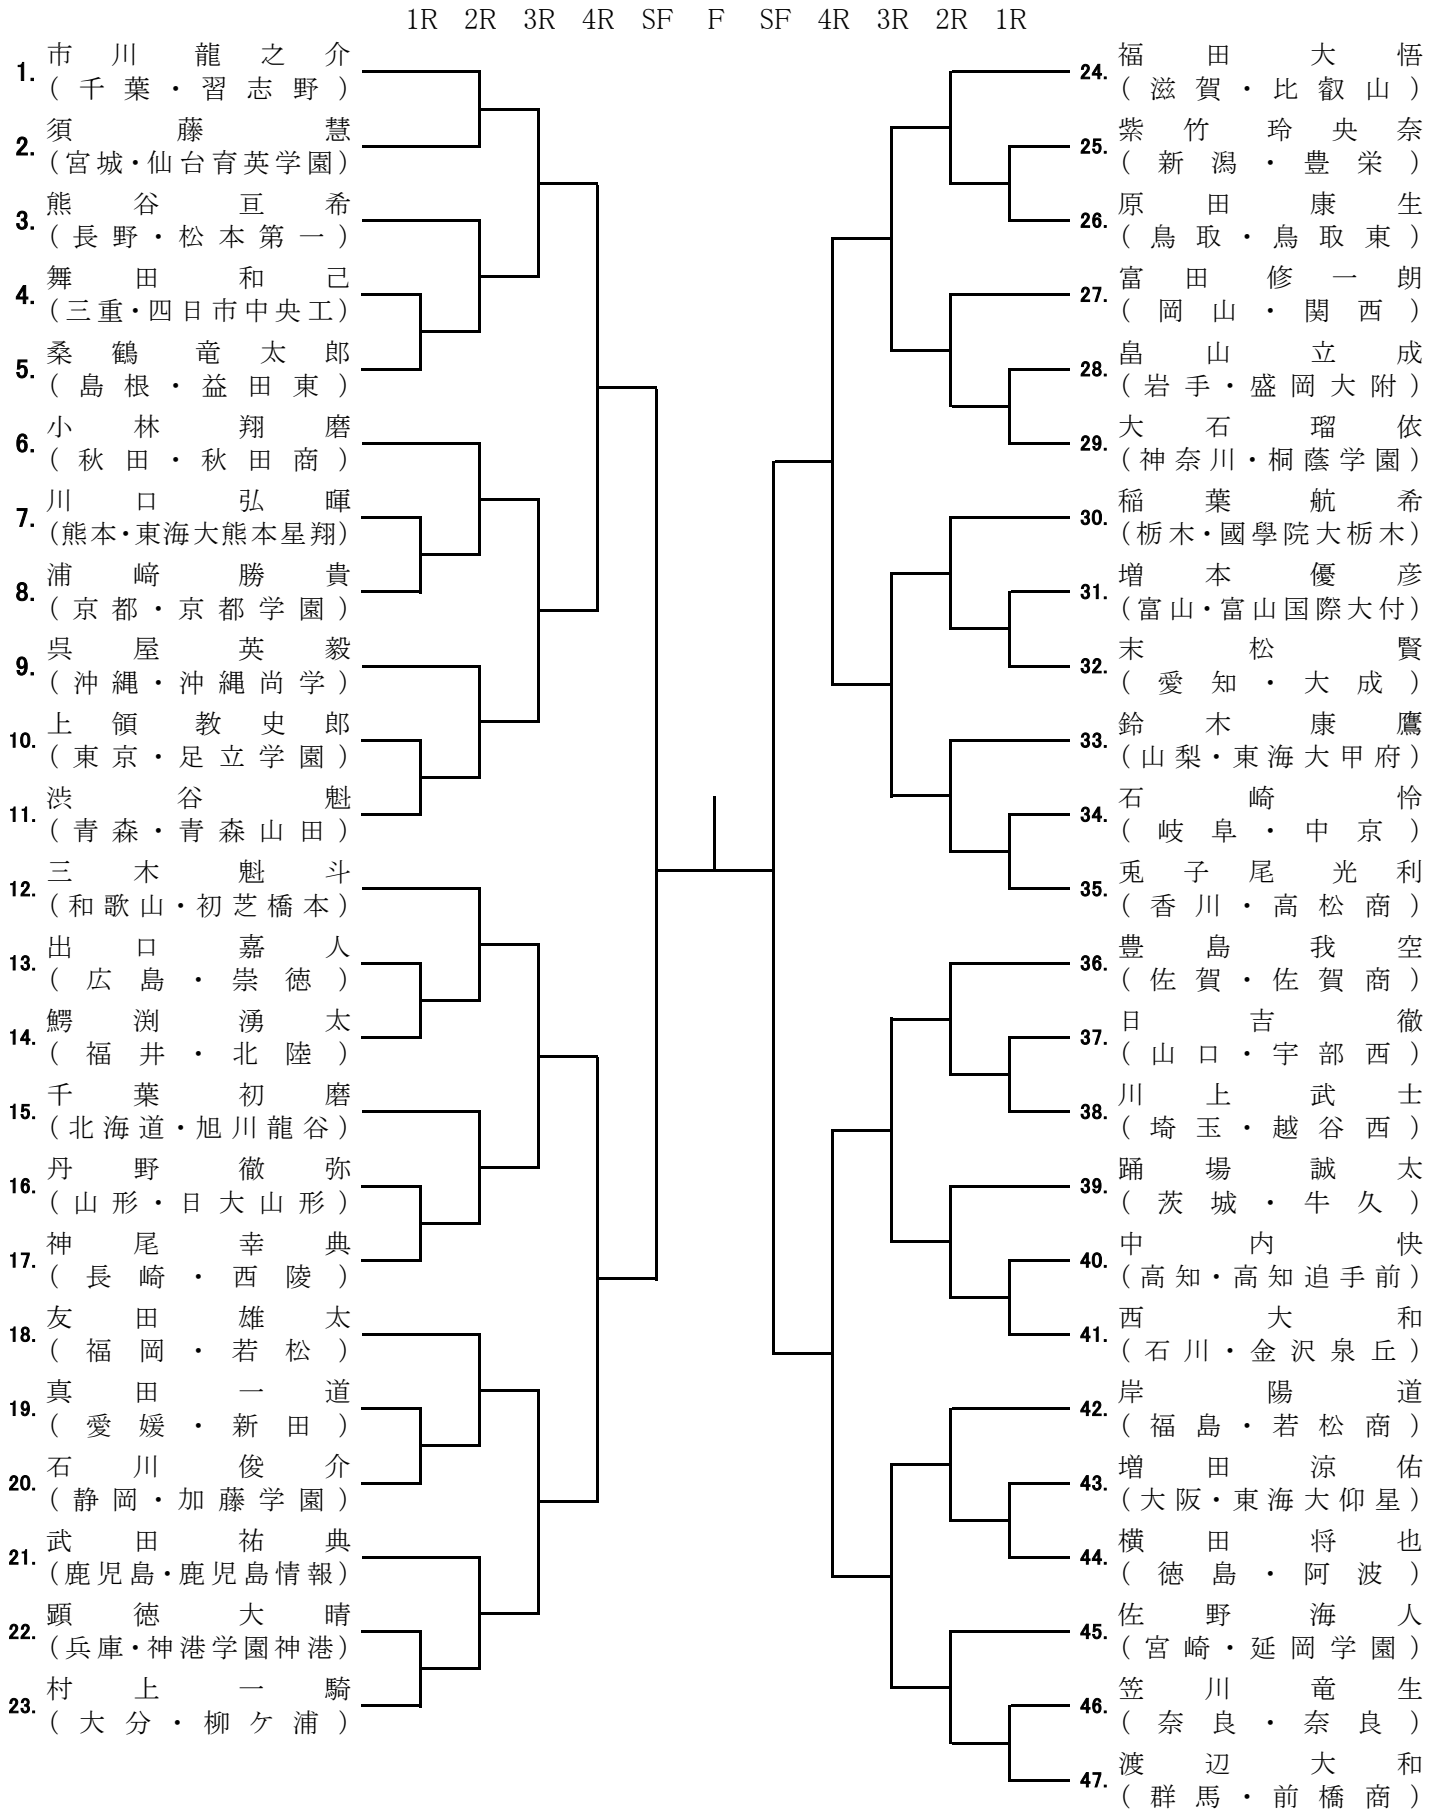 1R 2R 3R 4R SF F SF 4R 3R 2R 1R
1. 市川龍之介
(千葉・習志野)
2. 須藤慧
(宮城・仙台育英学園)
3. 熊谷亘希
(長野・松本第一)
4. 舞田和己
(三重・四日市中央工)
5. 桑鶴竜太郎
(島根・益田東)
6. 小林翔磨
(秋田・秋田商)
7. 川口弘暉
(熊本・東海大熊本星翔)
8. 浦﨑勝貴
(京都・京都学園)
9. 呉屋英毅
(沖縄・沖縄尚学)
10. 上領教史郎
(東京・足立学園)
11. 渋谷魁
(青森・青森山田)
12. 三木魁斗
(和歌山・初芝橋本)
13. 出口嘉人
(広島・崇徳)
14. 鰐渕湧太
(福井・北陸)
15. 千葉初磨
(北海道・旭川龍谷)
16. 丹野徹弥
(山形・日大山形)
17. 神尾幸典
(長崎・西陵)
18. 友田雄太
(福岡・若松)
19. 真田一道
(愛媛・新田)
20. 石川俊介
(静岡・加藤学園)
21. 武田祐典
(鹿児島・鹿児島情報)
22. 顕徳大晴
(兵庫・神港学園神港)
23. 村上一騎
(大分・柳ケ浦)
24. 福田大悟
(滋賀・比叡山)
25. 紫竹玲央奈
(新潟・豊栄)
26. 原田康生
(鳥取・鳥取東)
27. 富田修一朗
(岡山・関西)
28. 畠山立成
(岩手・盛岡大附)
29. 大石瑠依
(神奈川・桐蔭学園)
30. 稲葉航希
(栃木・國學院大栃木)
31. 増本優彦
(富山・富山国際大付)
32. 末松賢
(愛知・大成)
33. 鈴木康鷹
(山梨・東海大甲府)
34. 石崎怜
(岐阜・中京)
35. 兎子尾光利
(香川・高松商)
36. 豊島我空
(佐賀・佐賀商)
37. 日吉徹
(山口・宇部西)
38. 川上武士
(埼玉・越谷西)
39. 踊場誠太
(茨城・牛久)
40. 中内快
(高知・高知追手前)
41. 西大和
(石川・金沢泉丘)
42. 岸陽道
(福島・若松商)
43. 増田涼佑
(大阪・東海大仰星)
44. 横田将也
(徳島・阿波)
45. 佐野海人
(宮崎・延岡学園)
46. 笠川竜生
(奈良・奈良)
47. 渡辺大和
(群馬・前橋商)